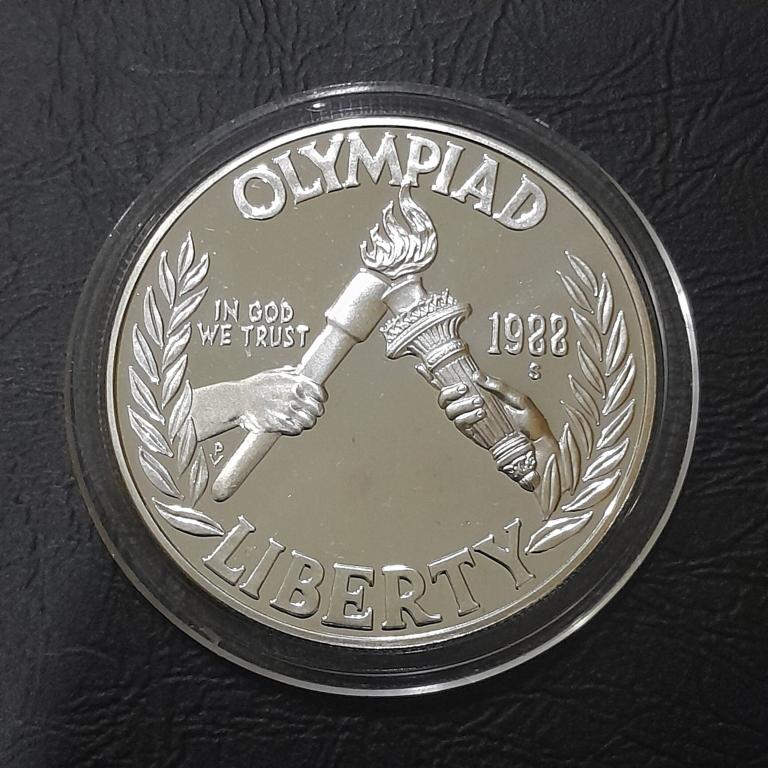 OLYMPIAD
IN GOD
WE TRUST
1988
S
LIBERTY